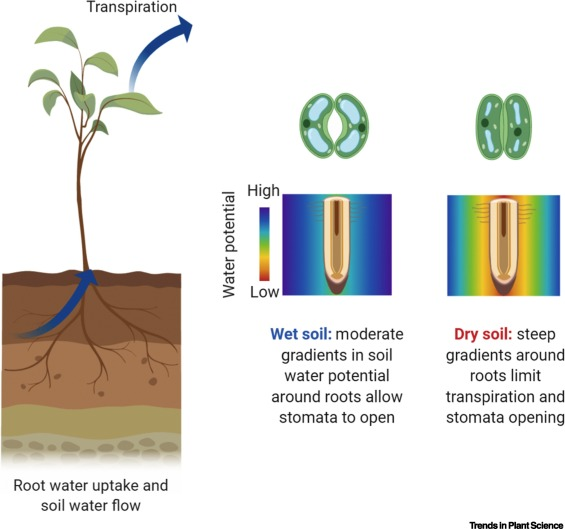 Transpiration
High
Water potential
Low
Wet soil: moderate
gradients in soil
water potential
around roots allow
stomata to open
Dry soil: steep
gradients around
roots limit
transpiration and
stomata opening
Root water uptake and
soil water flow
Trends in Plant Science